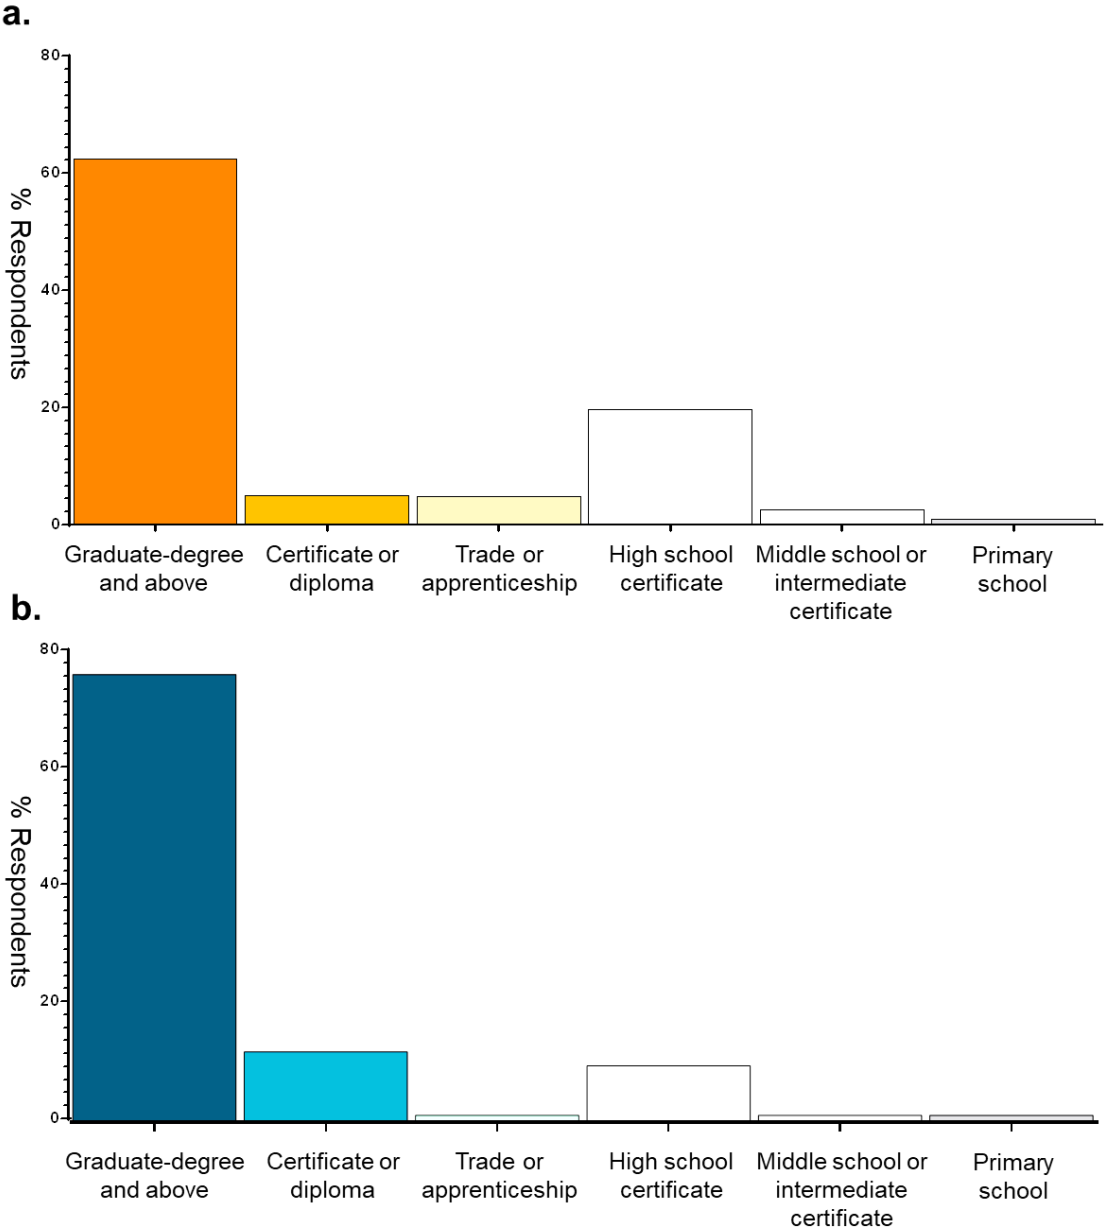 a.
80
60
40
20
0
% Respondents
Graduate-degree Certificate or Trade or High school Middle school or Primary
and above diploma apprenticeship certificate intermediate school
certificate
b.
80
60
40
20
0
% Respondents
Graduate-degree Certificate or Trade or High school Middle school or Primary
and above diploma apprenticeship certificate intermediate school
certificate